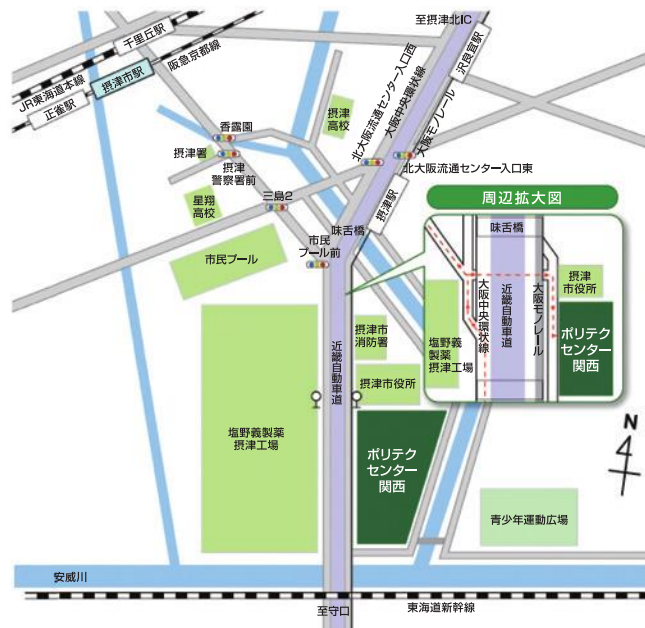 至摂津北IC
千里丘駅
JR東海道本線
摂津市駅
阪急京都線
正雀駅
沢良宜駅
大阪モノレール
大阪中央環状線
北大阪流通センター入口西
北大阪流通センター入口東
摂津
高校
香露園
摂津署
摂津
警察署前
星翔
高校
三島2
摂津駅
味舌橋
市民
プール前
市民プール
周辺拡大図
味舌橋
大阪中央環状線
近畿自動車道
大阪モノレール
摂津
市役所
塩野義
製薬
摂津工場
ポリテク
センター
関西
近畿自動車道
摂津市
消防署
摂津市役所
塩野義製薬
摂津工場
ポリテク
センター
関西
N
青少年運動広場
安威川
至守口
東海道新幹線